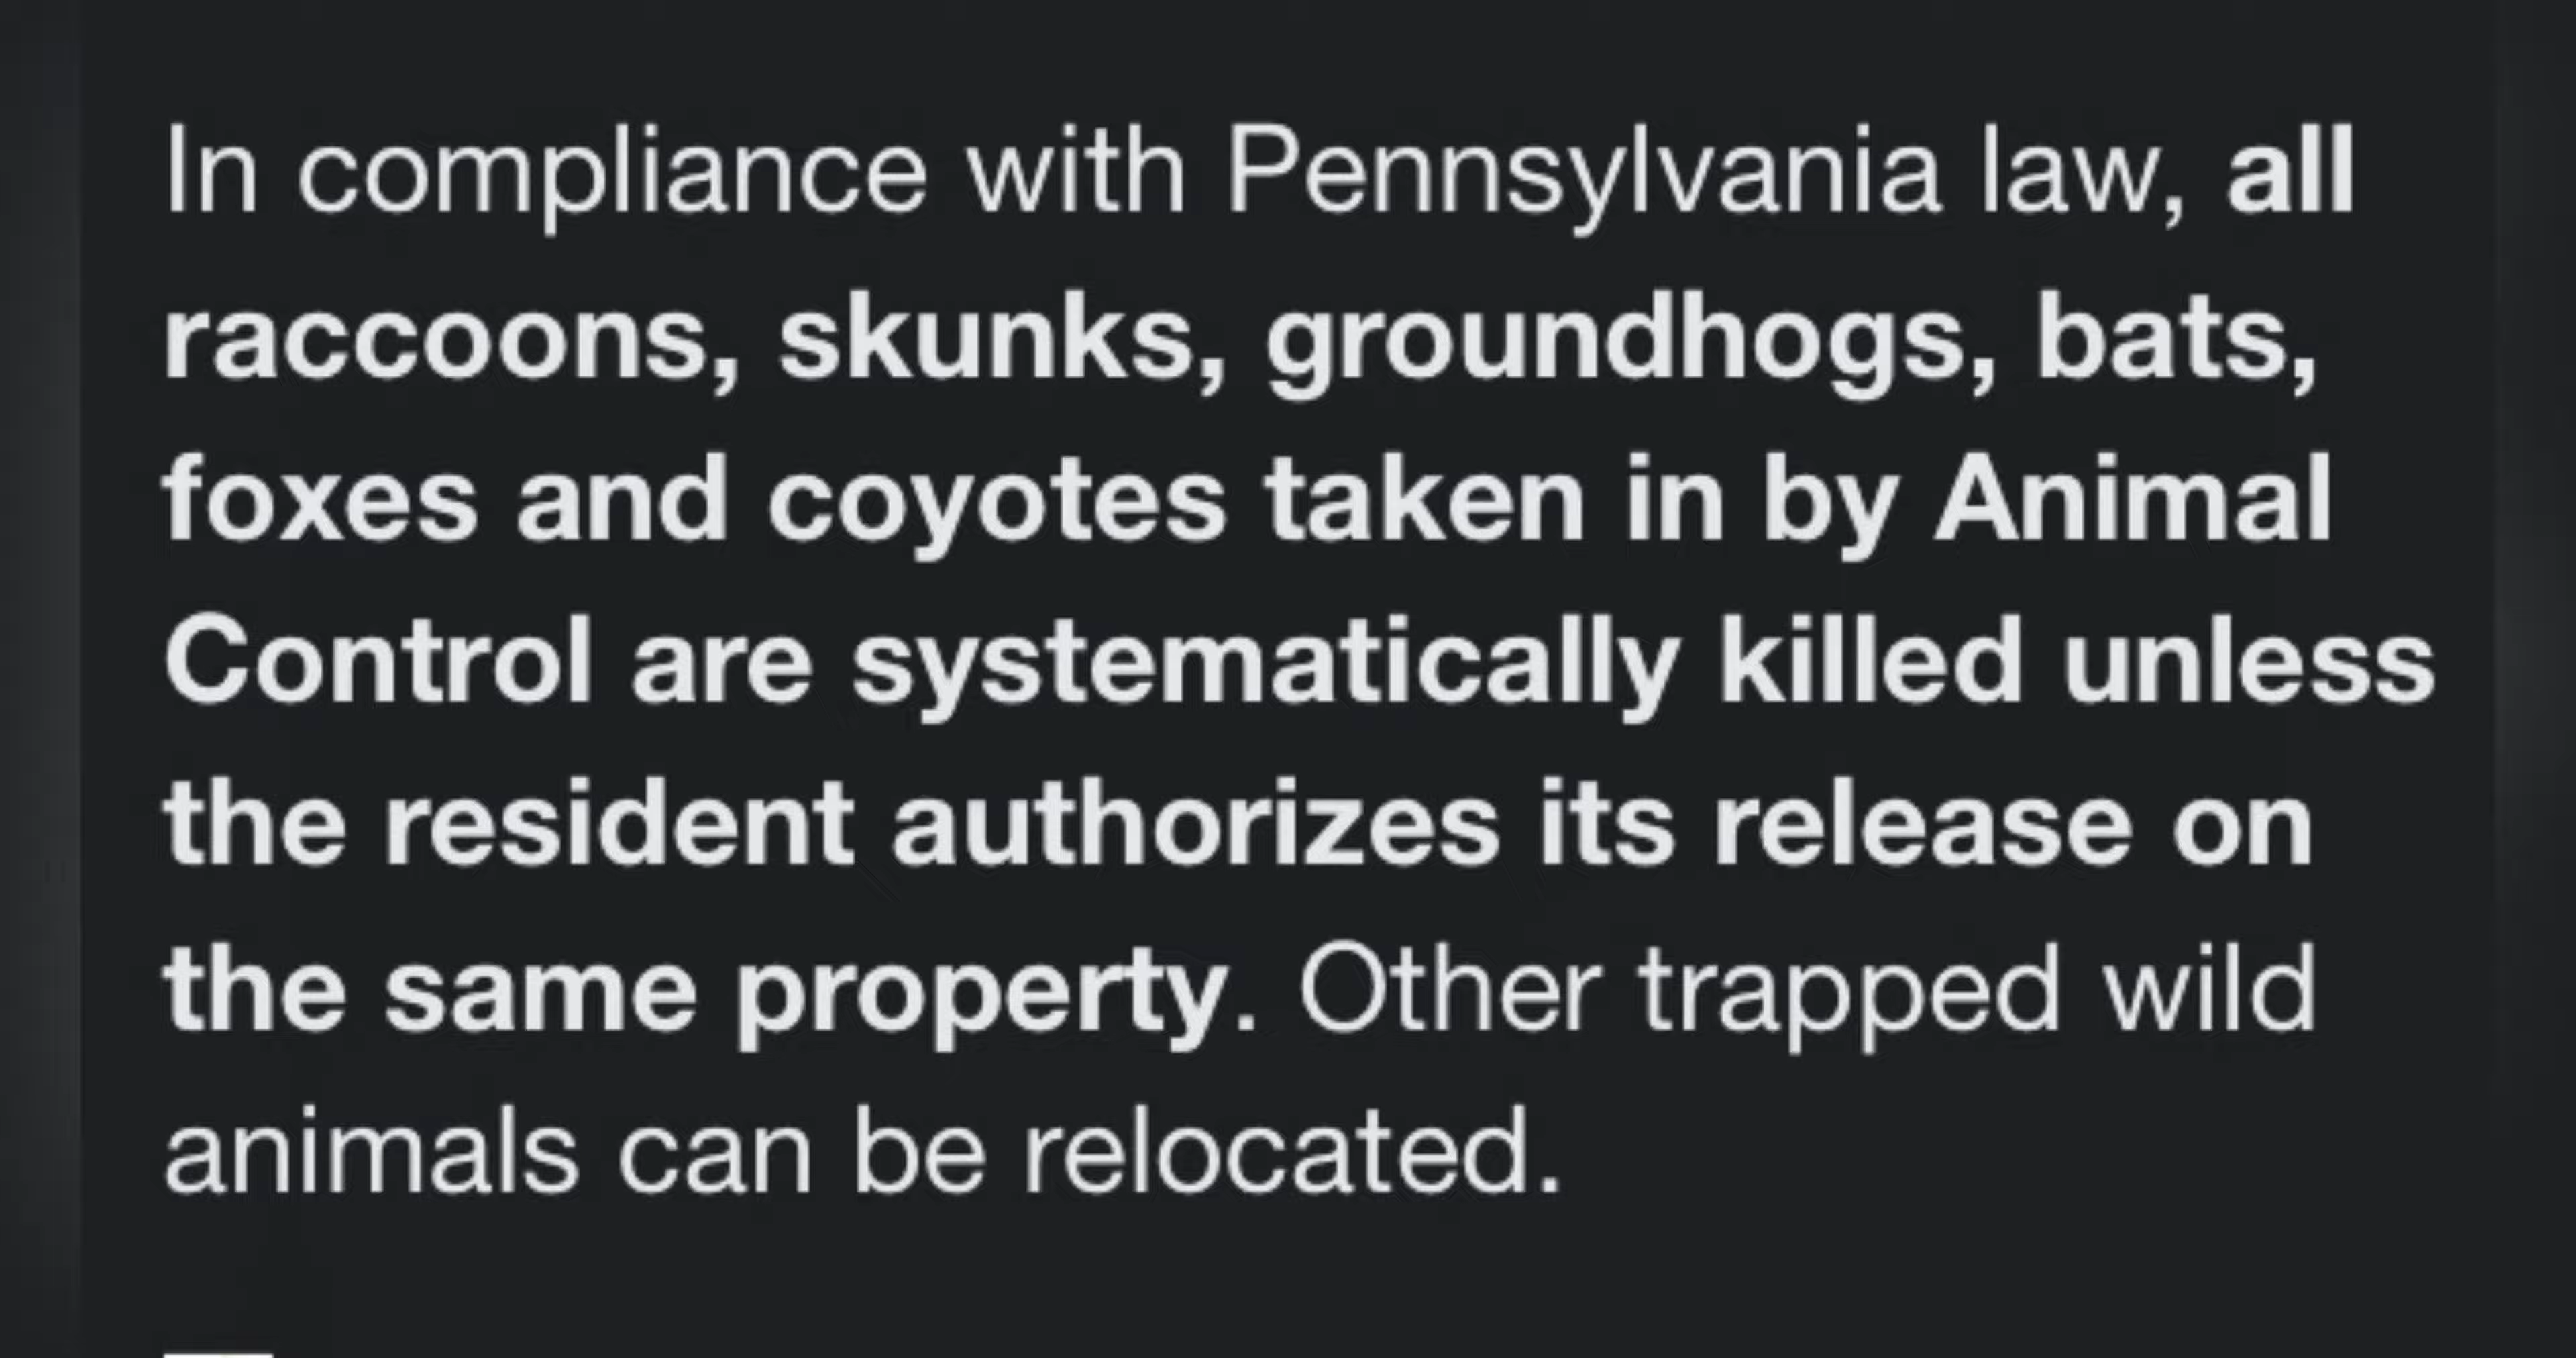 In compliance with Pennsylvania law, all
raccoons, skunks, groundhogs, bats,
foxes and coyotes taken in by Animal
Control are systematically killed unless
the resident authorizes its release on
the same property. Other trapped wild
animals can be relocated.